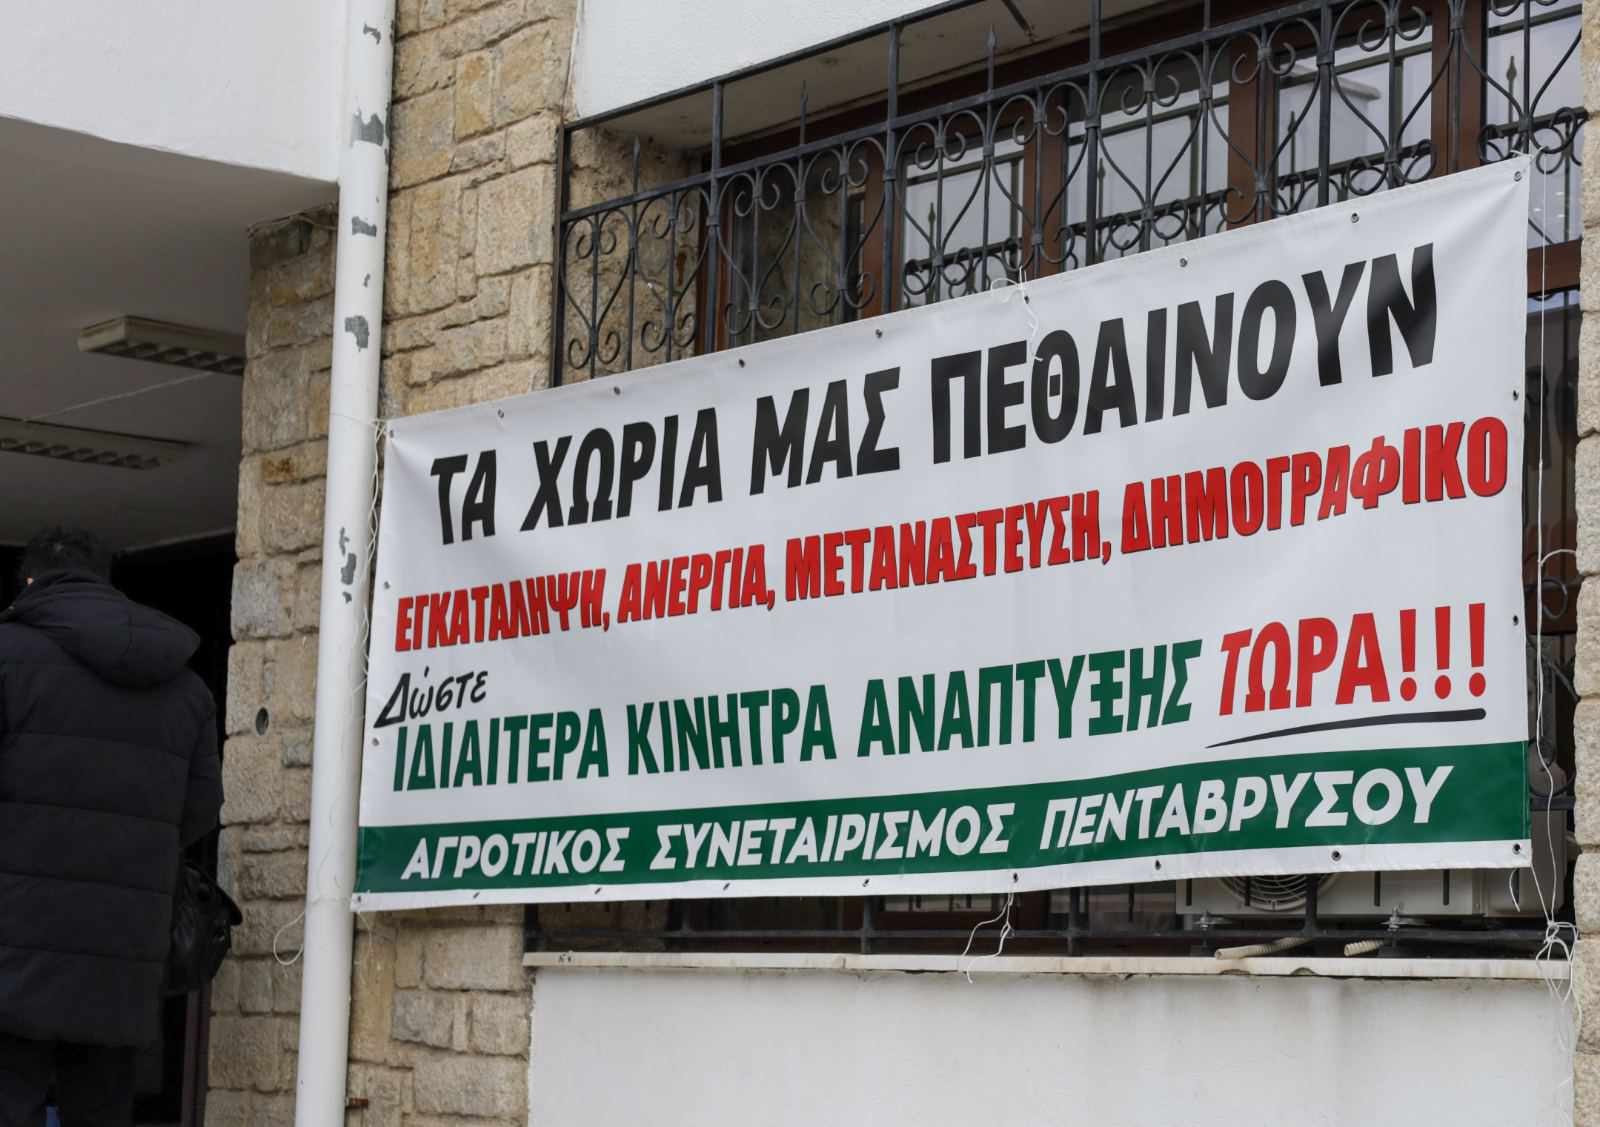 ΤΑ ΧΩΡΙΑ ΜΑΣ ΠΕΘΑΙΝΟΥΝ
ΕΓΚΑΤΑΛΗΨΗ, ΑΝΕΡΓΙΑ, ΜΕΤΑΝΑΣΤΕΥΣΗ, ΔΗΜΟΓΡΑΦΙΚΟ
Δώστε
ΙΔΙΑΙΤΕΡΑ ΚΙΝΗΤΡΑ ΑΝΑΠΤΥΞΗΣ ΤΩΡΑ!!!
ΑΓΡΟΤΙΚΟΣ ΣΥΝΕΤΑΙΡΙΣΜΟΣ ΠΕΝΤΑΒΡΥΣΟΥ